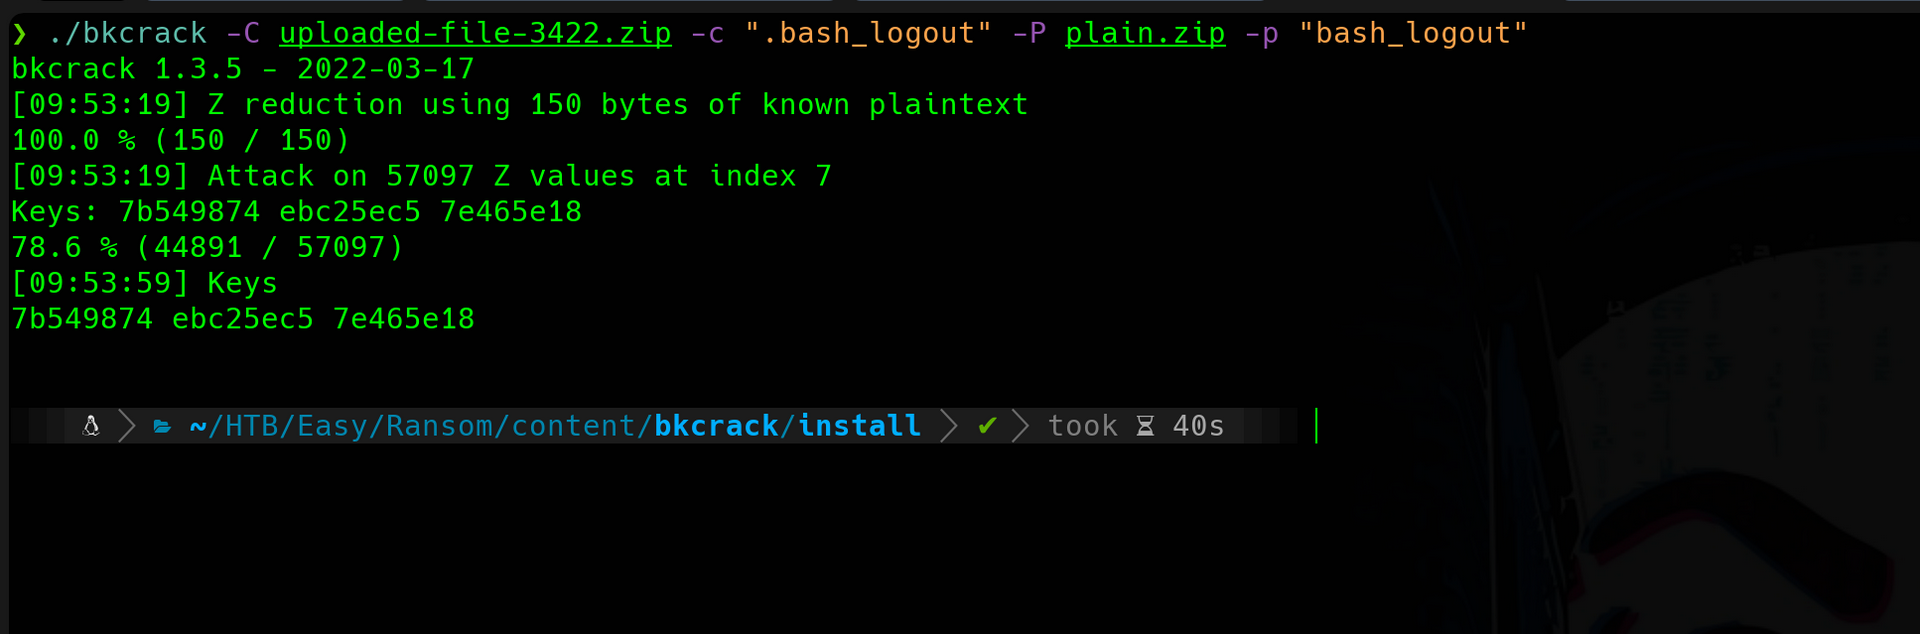 ❯ ./bkcrack -C uploaded-file-3422.zip -c ".bash_logout" -P plain.zip -p "bash_logout"
bkcrack 1.3.5 - 2022-03-17
[09:53:19] Z reduction using 150 bytes of known plaintext
100.0 % (150 / 150)
[09:53:19] Attack on 57097 Z values at index 7
Keys: 7b549874 ebc25ec5 7e465e18
78.6 % (44891 / 57097)
[09:53:59] Keys
7b549874 ebc25ec5 7e465e18
~/HTB/Easy/Ransom/content/bkcrack/install ✔ took ⌛ 40s